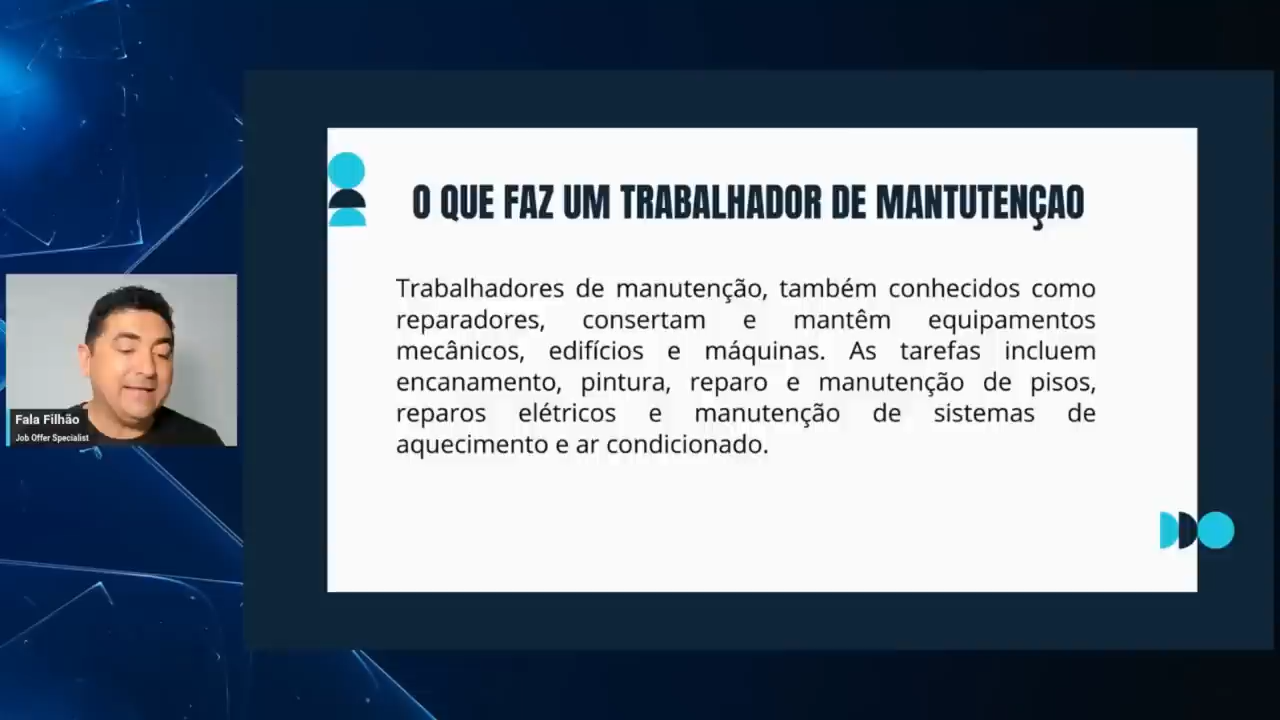 O QUE FAZ UM TRABALHADOR DE MANTUTENÇAO
Trabalhadores de manutenção, também conhecidos como
reparadores, consertam e mantêm equipamentos
mecânicos, edifícios e máquinas. As tarefas incluem
encanamento, pintura, reparo e manutenção de pisos,
reparos elétricos e manutenção de sistemas de
aquecimento e ar condicionado.
Fala Filhão
Job Offer Specialist